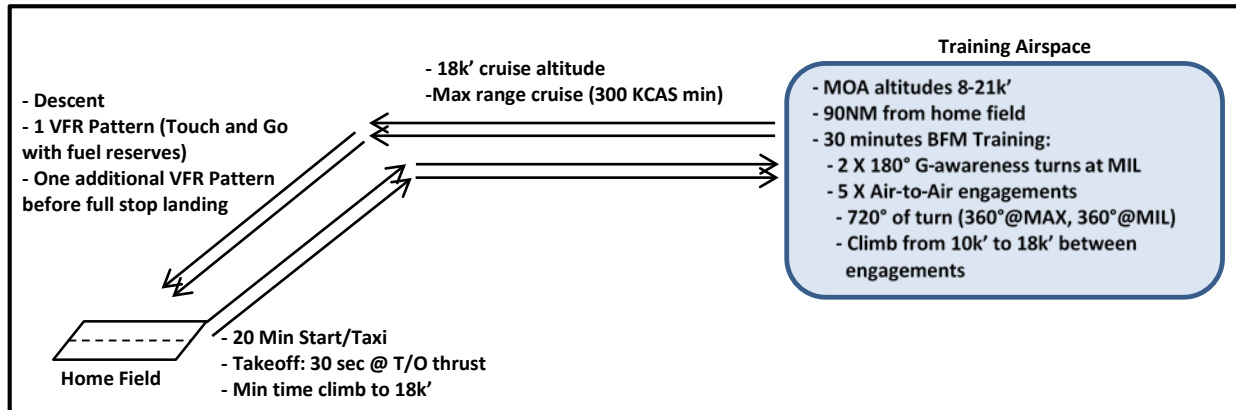 Training Airspace
- 18k' cruise altitude
-Max range cruise (300 KCAS min)
- MOA altitudes 8-21k'
- 90NM from home field
- 30 minutes BFM Training:
- 2 X 180° G-awareness turns at MIL
- 5 X Air-to-Air engagements
- 720° of turn (360°@MAX, 360°@MIL)
- Climb from 10k' to 18k' between
engagements
- Descent
- 1 VFR Pattern (Touch and Go
with fuel reserves)
- One additional VFR Pattern
before full stop landing
- 20 Min Start/Taxi
- Takeoff: 30 sec @ T/O thrust
- Min time climb to 18k'
Home Field